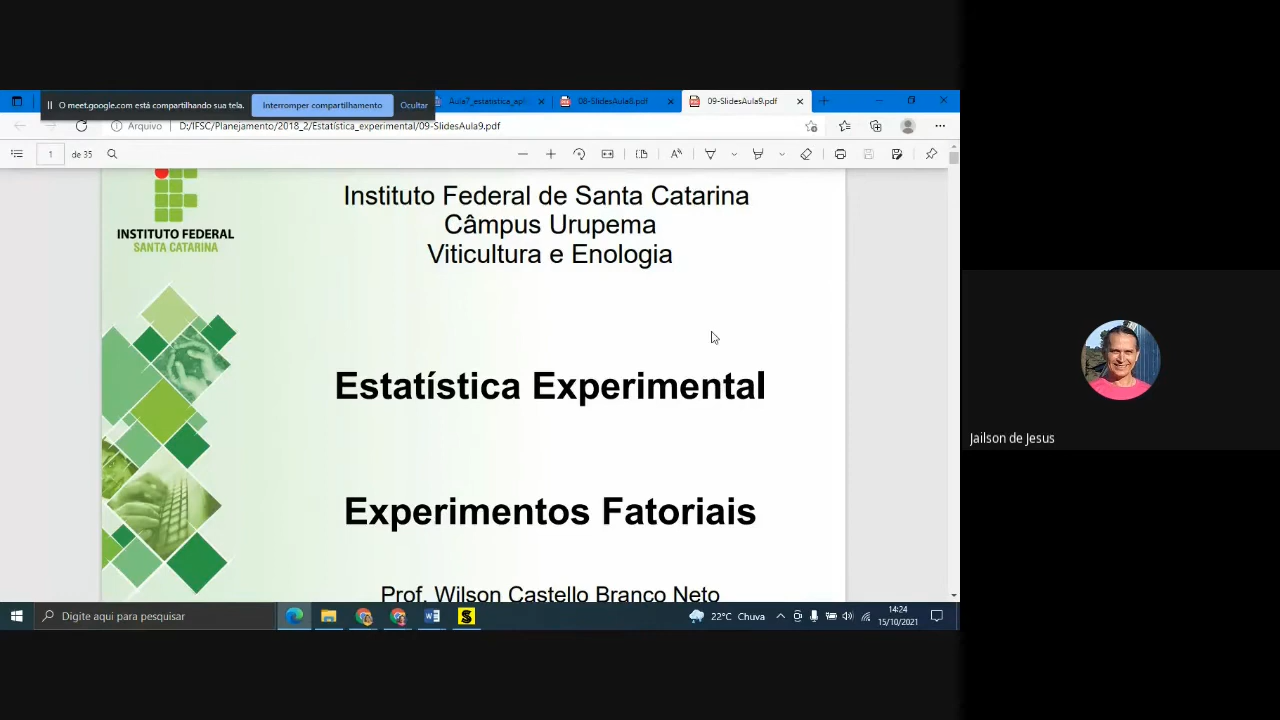 O meet.google.com está compartilhando sua tela.
Interromper compartilhamento
Ocultar
Aula7_estatística_apl
08-SlidesAula8.pdf
09-SlidesAula9.pdf
Arquivo
D:/IFSC/Planejamento/2018_2/Estatística_experimental/09-SlidesAula9.pdf
1
de 35
INSTITUTO FEDERAL
SANTA CATARINA
Instituto Federal de Santa Catarina
Câmpus Urupema
Viticultura e Enologia
Estatística Experimental
Experimentos Fatoriais
Prof. Wilson Castello Branco Neto
Jailson de Jesus
Digite aqui para pesquisar
22°C Chuva
14:24
15/10/2021